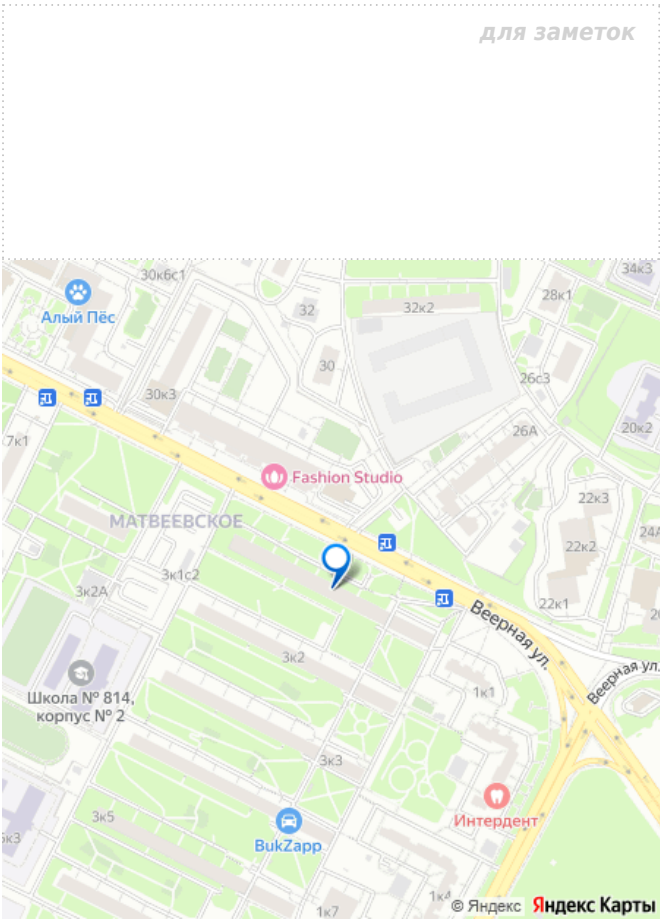 для заметок
30к6с1
34к3
28к1
32
32к2
Алый Пёс
30
26с3
30к3
20к2
7к1
26А
Fashion Studio
22к3
МАТВЕЕВСКОЕ
24А
22к2
3к1с2
3к2А
22к1
Веерная ул.
3к2
Веерная ул.
1к1
Школа № 814,
корпус № 2
3к3
Интердент
3к5
BukZapp
1к4
1к7
© Яндекс Яндекс Карты